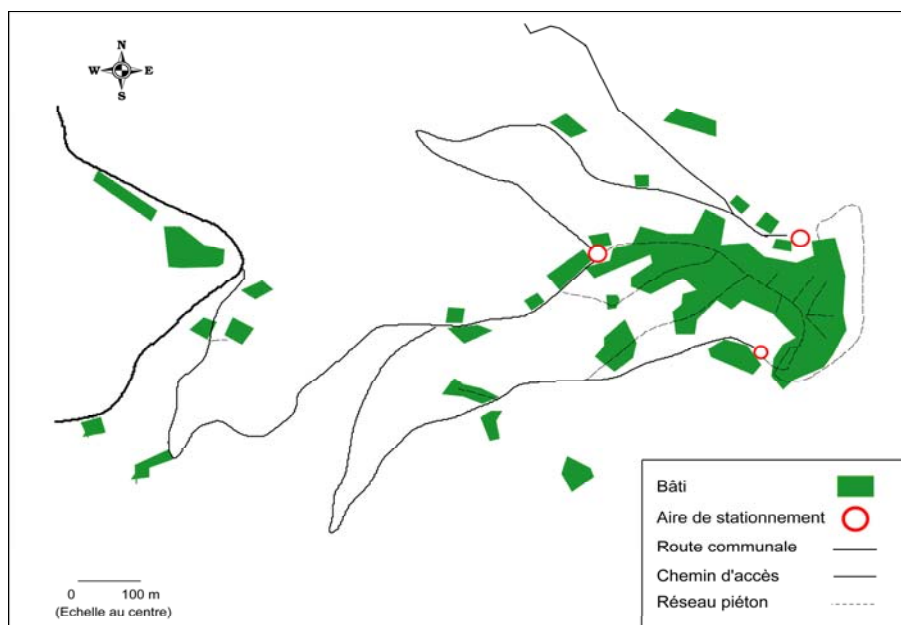 N
W E
S
Bâti
Aire de stationnement
Route communale
Chemin d'accès
Réseau piéton
0 100 m
(Echelle au centre)